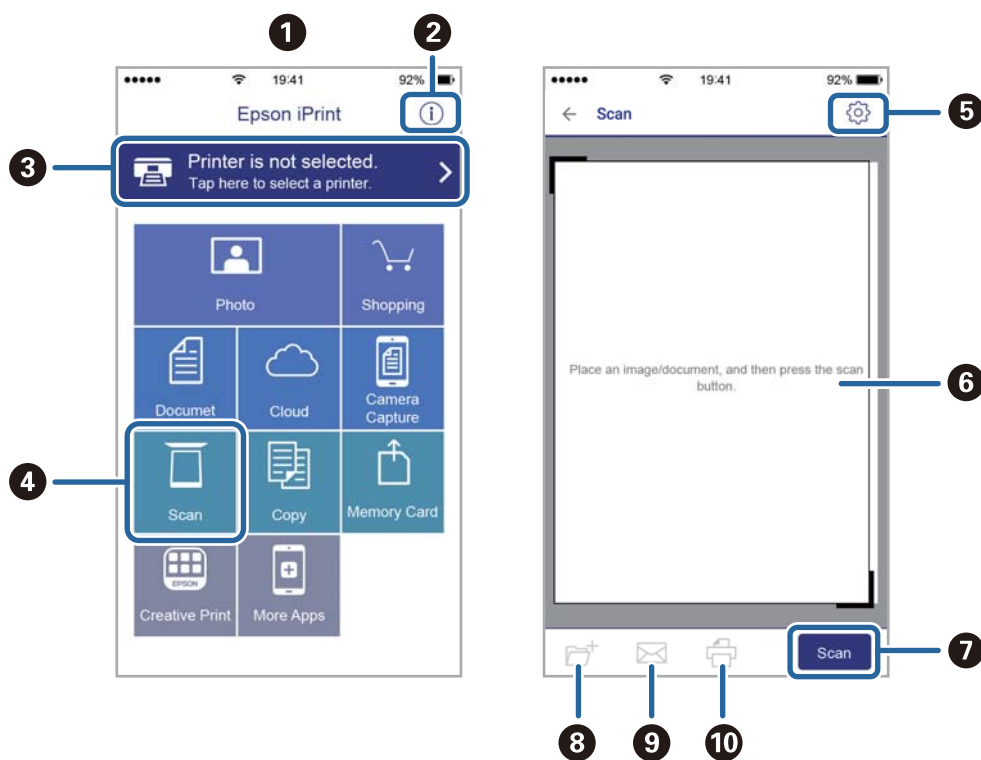 1
2
19:41
92%
Epson iPrint
i
3
Printer is not selected.
Tap here to select a printer.
Photo
Shopping
Documet
Cloud
Camera
Capture
4
Scan
Copy
Memory Card
EPSON
Creative Print
More Apps
19:41
92%
Scan
5
Place an image/document, and then press the scan
button.
6
Scan
7
8
9
10